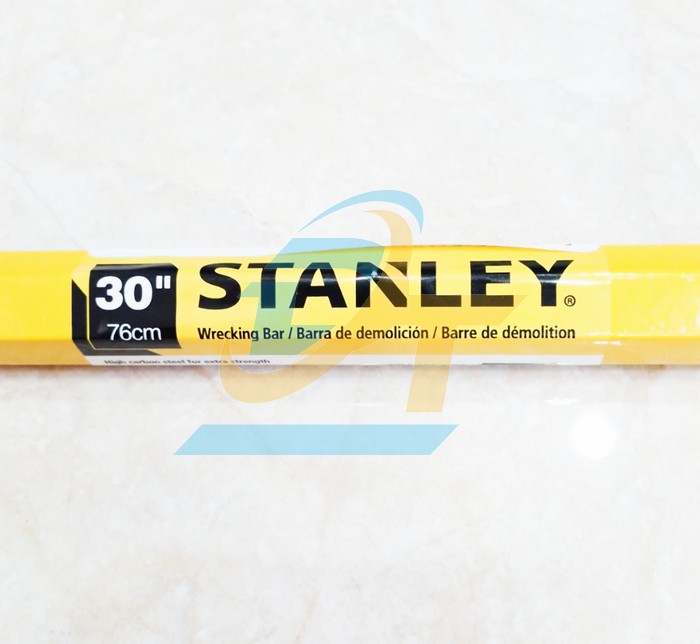 30"
76cm
STANLEY®
Wrecking Bar / Barra de demolición / Barre de démolition
High carbon steel for extra strength